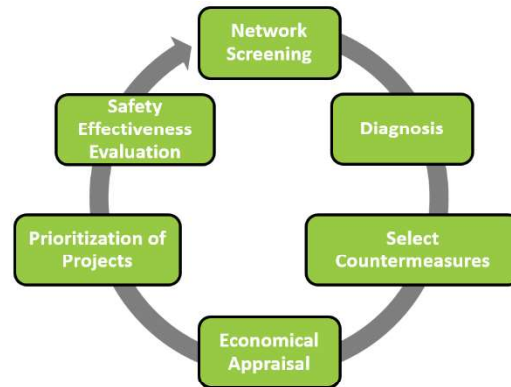 Network
Screening
Diagnosis
Select
Countermeasures
Economical
Appraisal
Prioritization of
Projects
Safety
Effectiveness
Evaluation